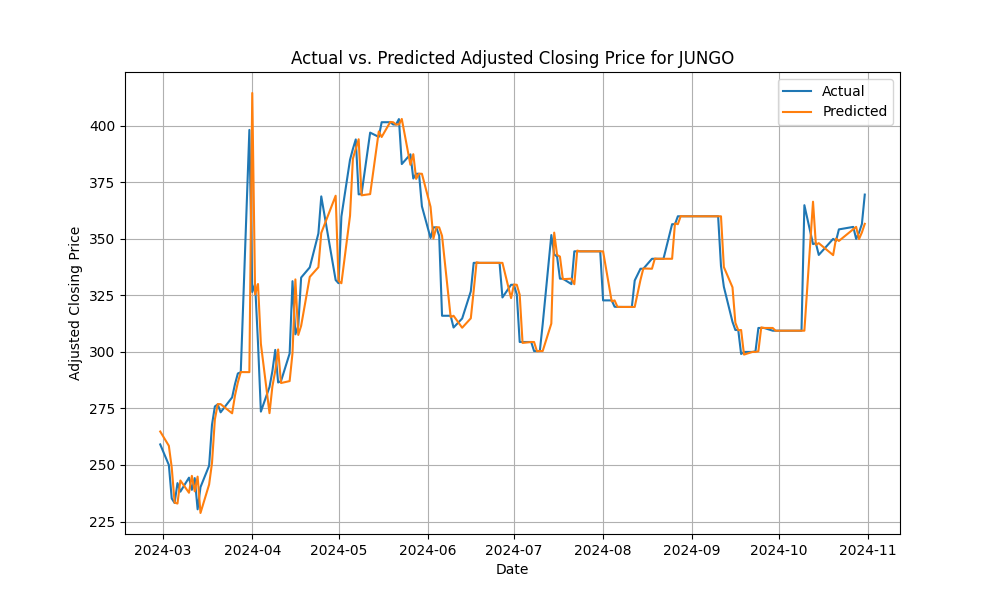 Actual vs. Predicted Adjusted Closing Price for JUNGO
Actual
Predicted
Adjusted Closing Price
400
375
350
325
300
275
250
225
2024-03 2024-04 2024-05 2024-06 2024-07 2024-08 2024-09 2024-10 2024-11
Date